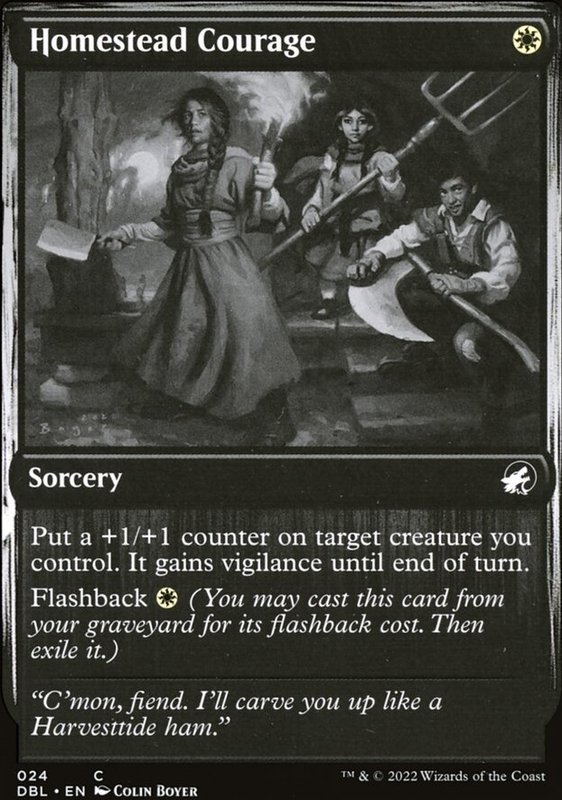 Homestead Courage
Sorcery
Put a +1/+1 counter on target creature you
control. It gains vigilance until end of turn.
Flashback (You may cast this card from
your graveyard for its flashback cost. Then
exile it.)
“C’mon, fiend. I’ll carve you up like a
Harvesttide ham.”
024 C
DBL • EN Colin Boyer
™ & © 2022 Wizards of the Coast